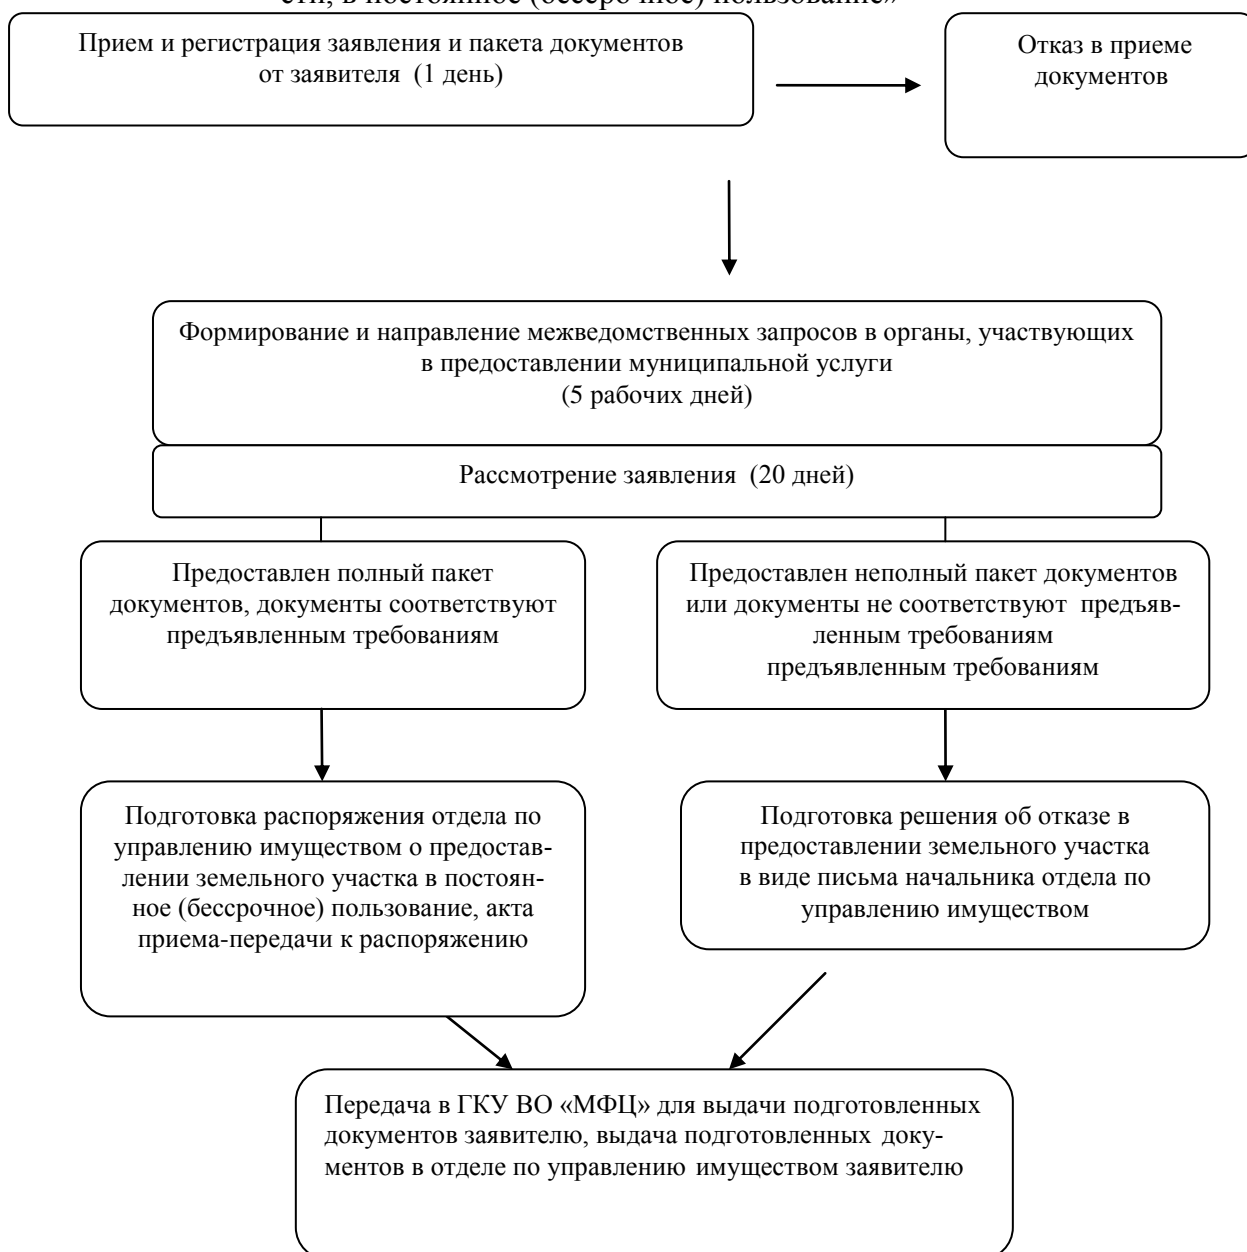 сти, в постоянное (бессрочное) пользование»
Прием и регистрация заявления и пакета документов
от заявителя (1 день)
Отказ в приеме
документов
Формирование и направление межведомственных запросов в органы, участвующих
в предоставлении муниципальной услуги
(5 рабочих дней)
Рассмотрение заявления (20 дней)
Предоставлен полный пакет
документов, документы соответствуют
предъявленным требованиям
Предоставлен неполный пакет документов
или документы не соответствуют предъяв-
ленным требованиям
предъявленным требованиям
Подготовка распоряжения отдела по
управлению имуществом о предостав-
лении земельного участка в постоян-
ное (бессрочное) пользование, акта
приема-передачи к распоряжению
Подготовка решения об отказе в
предоставлении земельного участка
в виде письма начальника отдела по
управлению имуществом
Передача в ГКУ ВО «МФЦ» для выдачи подготовленных
документов заявителю, выдача подготовленных доку-
ментов в отделе по управлению имуществом заявителю